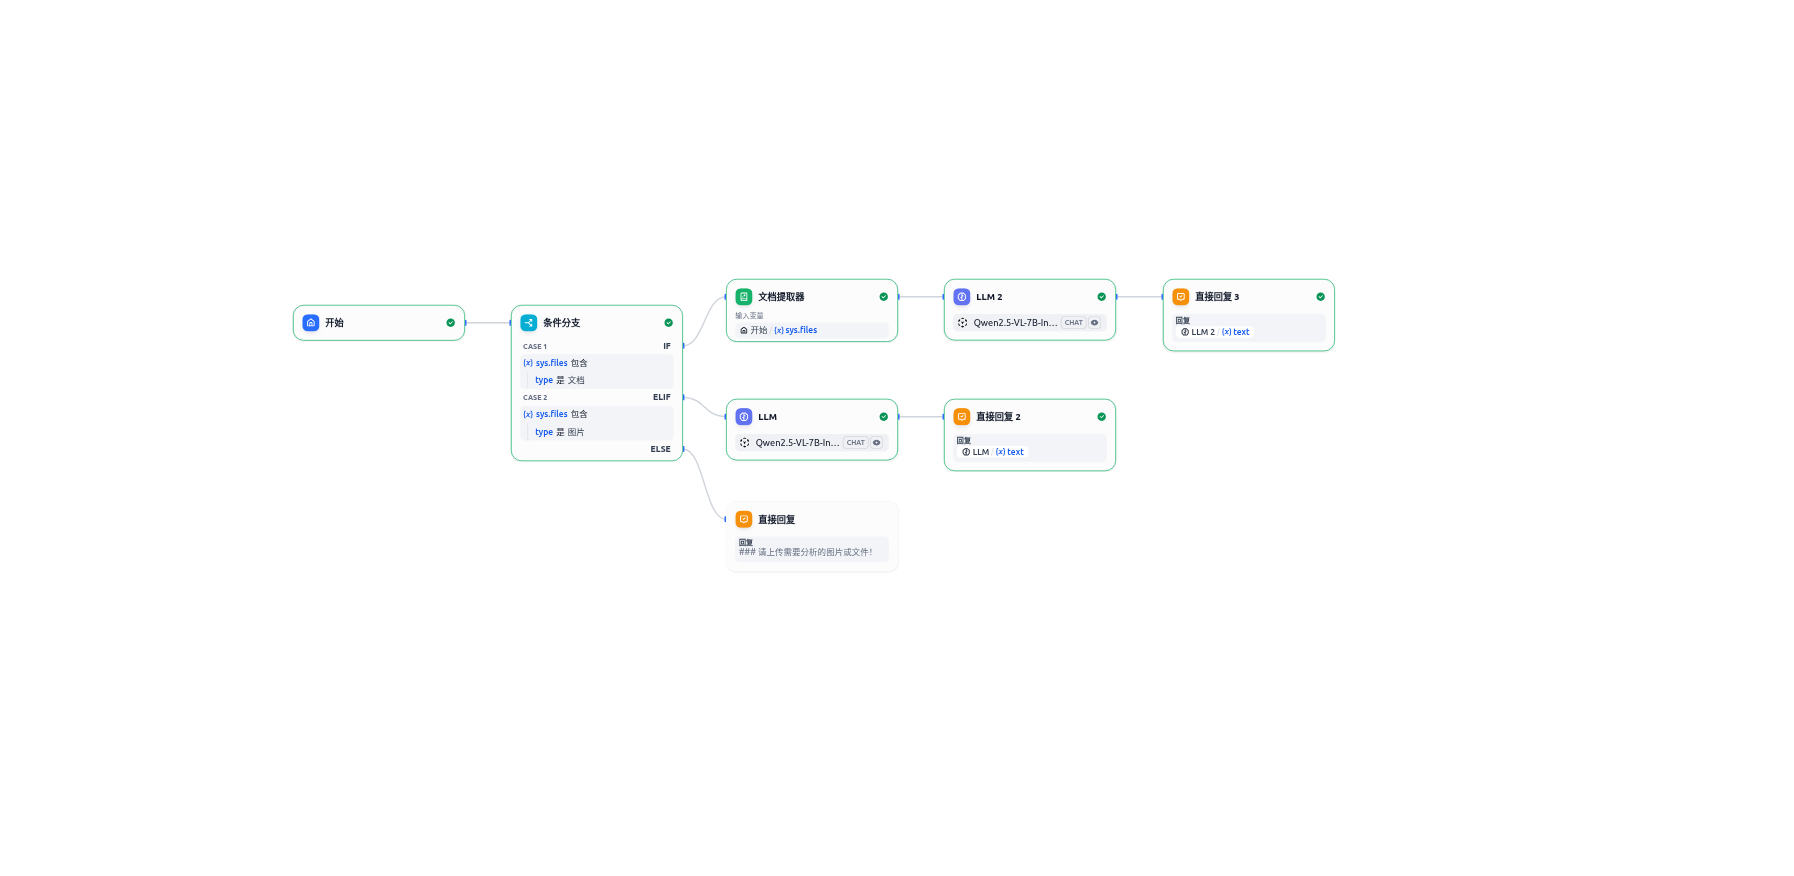 开始
条件分支
CASE 1 IF
{x} sys.files 包含
type 是 文档
CASE 2 ELIF
{x} sys.files 包含
type 是 图片
ELSE
文档提取器
输入变量
开始 / {x} sys.files
LLM 2
Qwen2.5-VL-7B-In... CHAT
直接回复 3
回复
LLM 2 / {x} text
LLM
Qwen2.5-VL-7B-In... CHAT
直接回复 2
回复
LLM / {x} text
直接回复
回复
### 请上传需要分析的图片或文件！